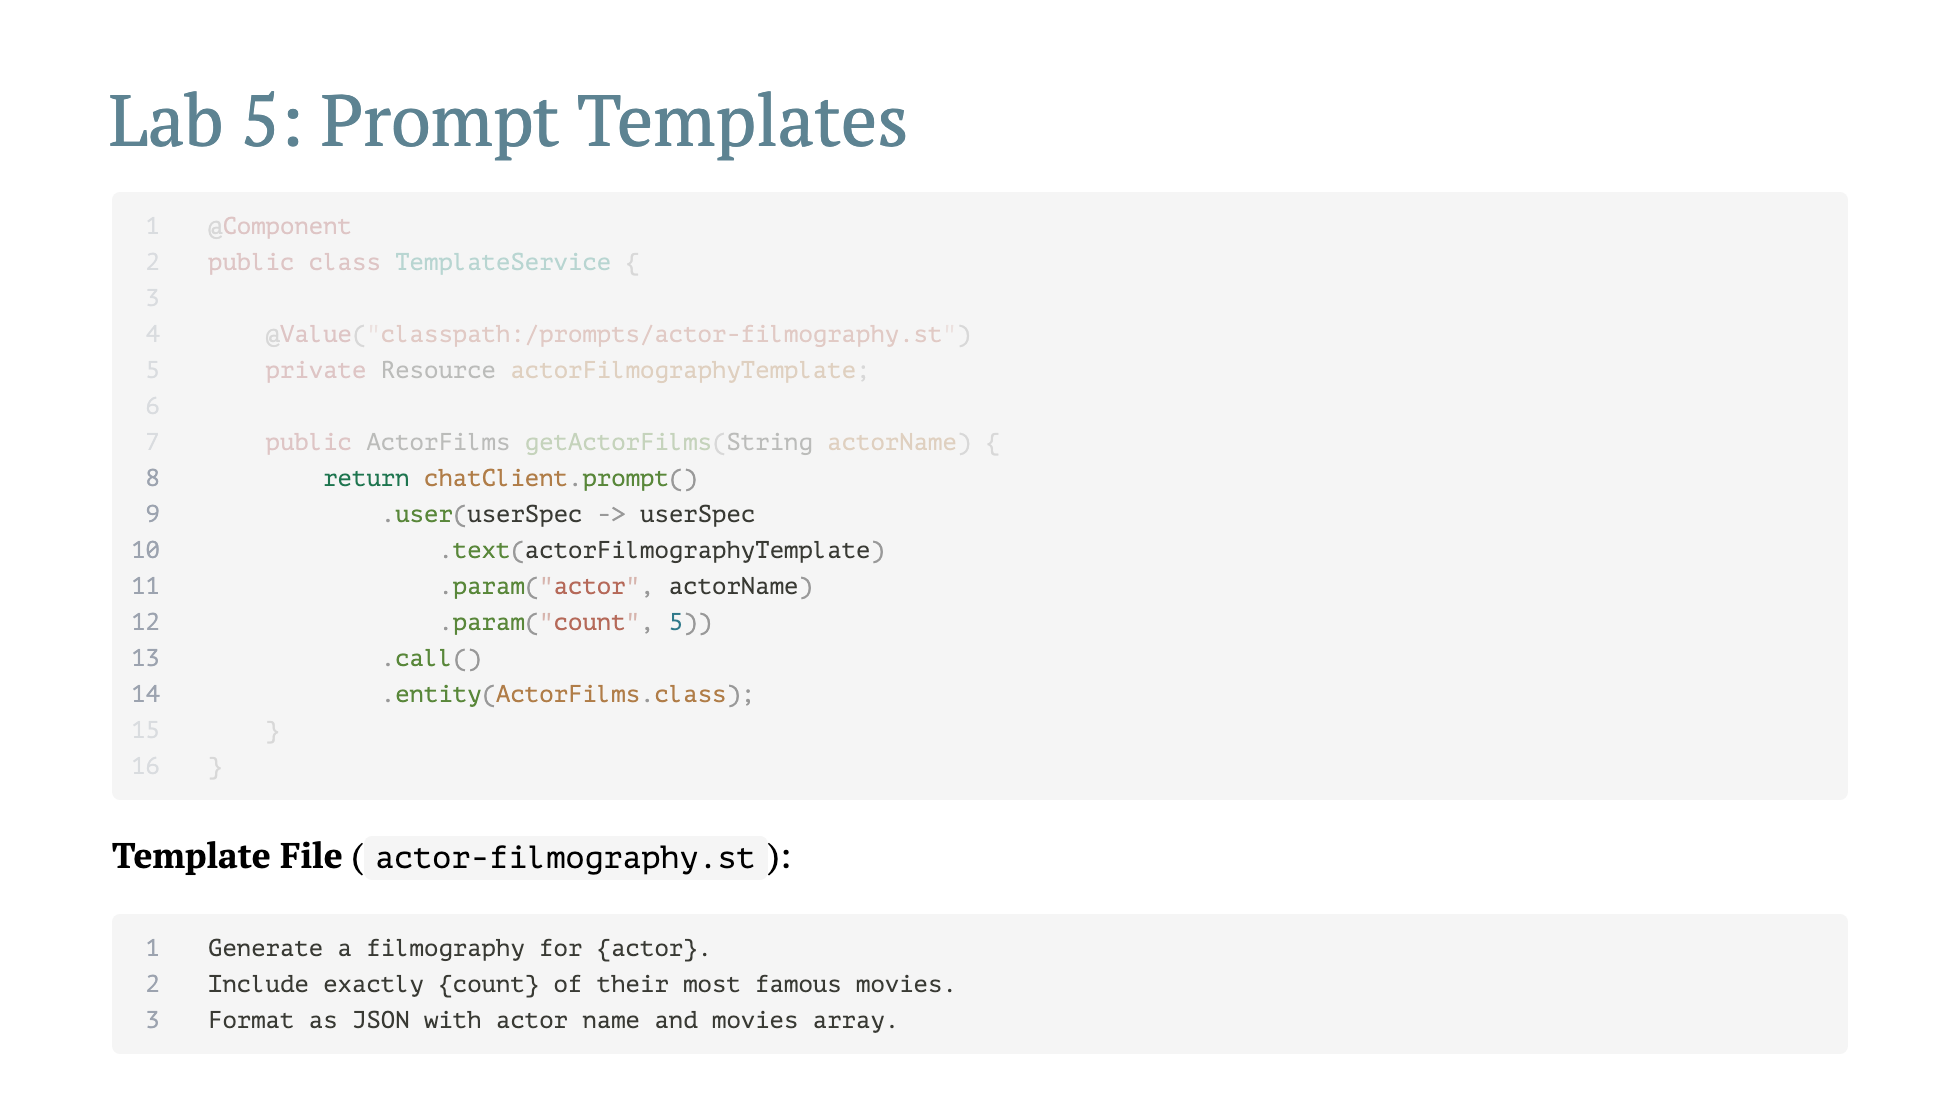 Lab 5: Prompt Templates
1 @Component
2 public class TemplateService {
3
4     @Value("classpath:/prompts/actor-filmography.st")
5     private Resource actorFilmographyTemplate;
6
7     public ActorFilms getActorFilms(String actorName) {
8         return chatClient.prompt()
9             .user(userSpec -> userSpec
10                 .text(actorFilmographyTemplate)
11                 .param("actor", actorName)
12                 .param("count", 5))
13             .call()
14             .entity(ActorFilms.class);
15     }
16 }
Template File (actor-filmography.st):
1 Generate a filmography for {actor}.
2 Include exactly {count} of their most famous movies.
3 Format as JSON with actor name and movies array.